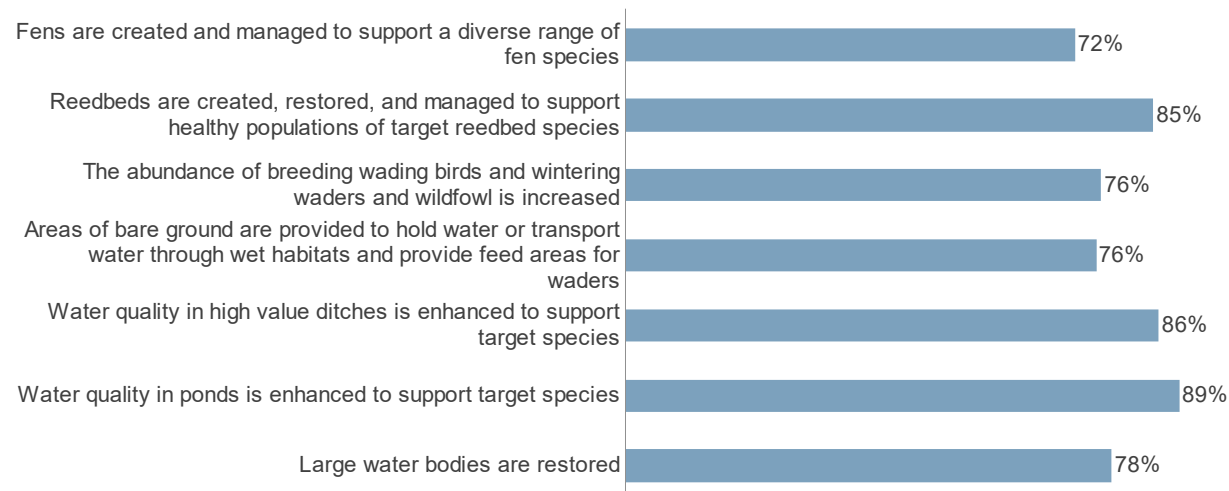 Fens are created and managed to support a diverse range of
fen species
72%
Reedbeds are created, restored, and managed to support
healthy populations of target reedbed species
85%
The abundance of breeding wading birds and wintering
waders and wildfowl is increased
76%
Areas of bare ground are provided to hold water or transport
water through wet habitats and provide feed areas for
waders
76%
Water quality in high value ditches is enhanced to support
target species
86%
Water quality in ponds is enhanced to support target species
89%
Large water bodies are restored
78%